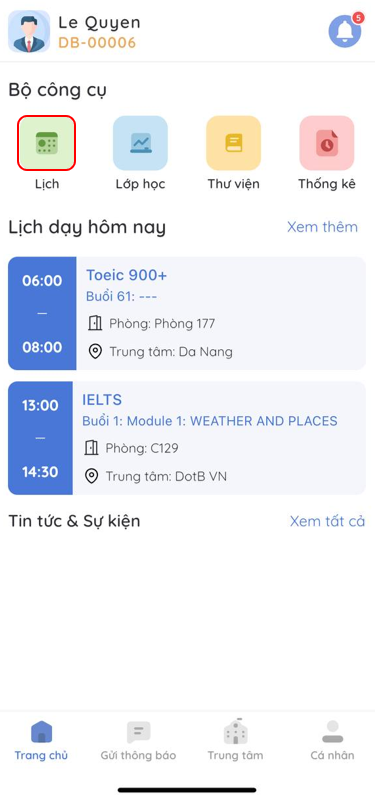 Le Quyen
DB-00006
5
Bộ công cụ
Lịch
Lớp học
Thư viện
Thống kê
Lịch dạy hôm nay
Xem thêm
06:00
—
08:00
Toeic 900+
Buổi 61: ---
Phòng: Phòng 177
Trung tâm: Da Nang
13:00
—
14:30
IELTS
Buổi 1: Module 1: WEATHER AND PLACES
Phòng: C129
Trung tâm: DotB VN
Tin tức & Sự kiện
Xem tất cả
Trang chủ
Gửi thông báo
Trung tâm
Cá nhân